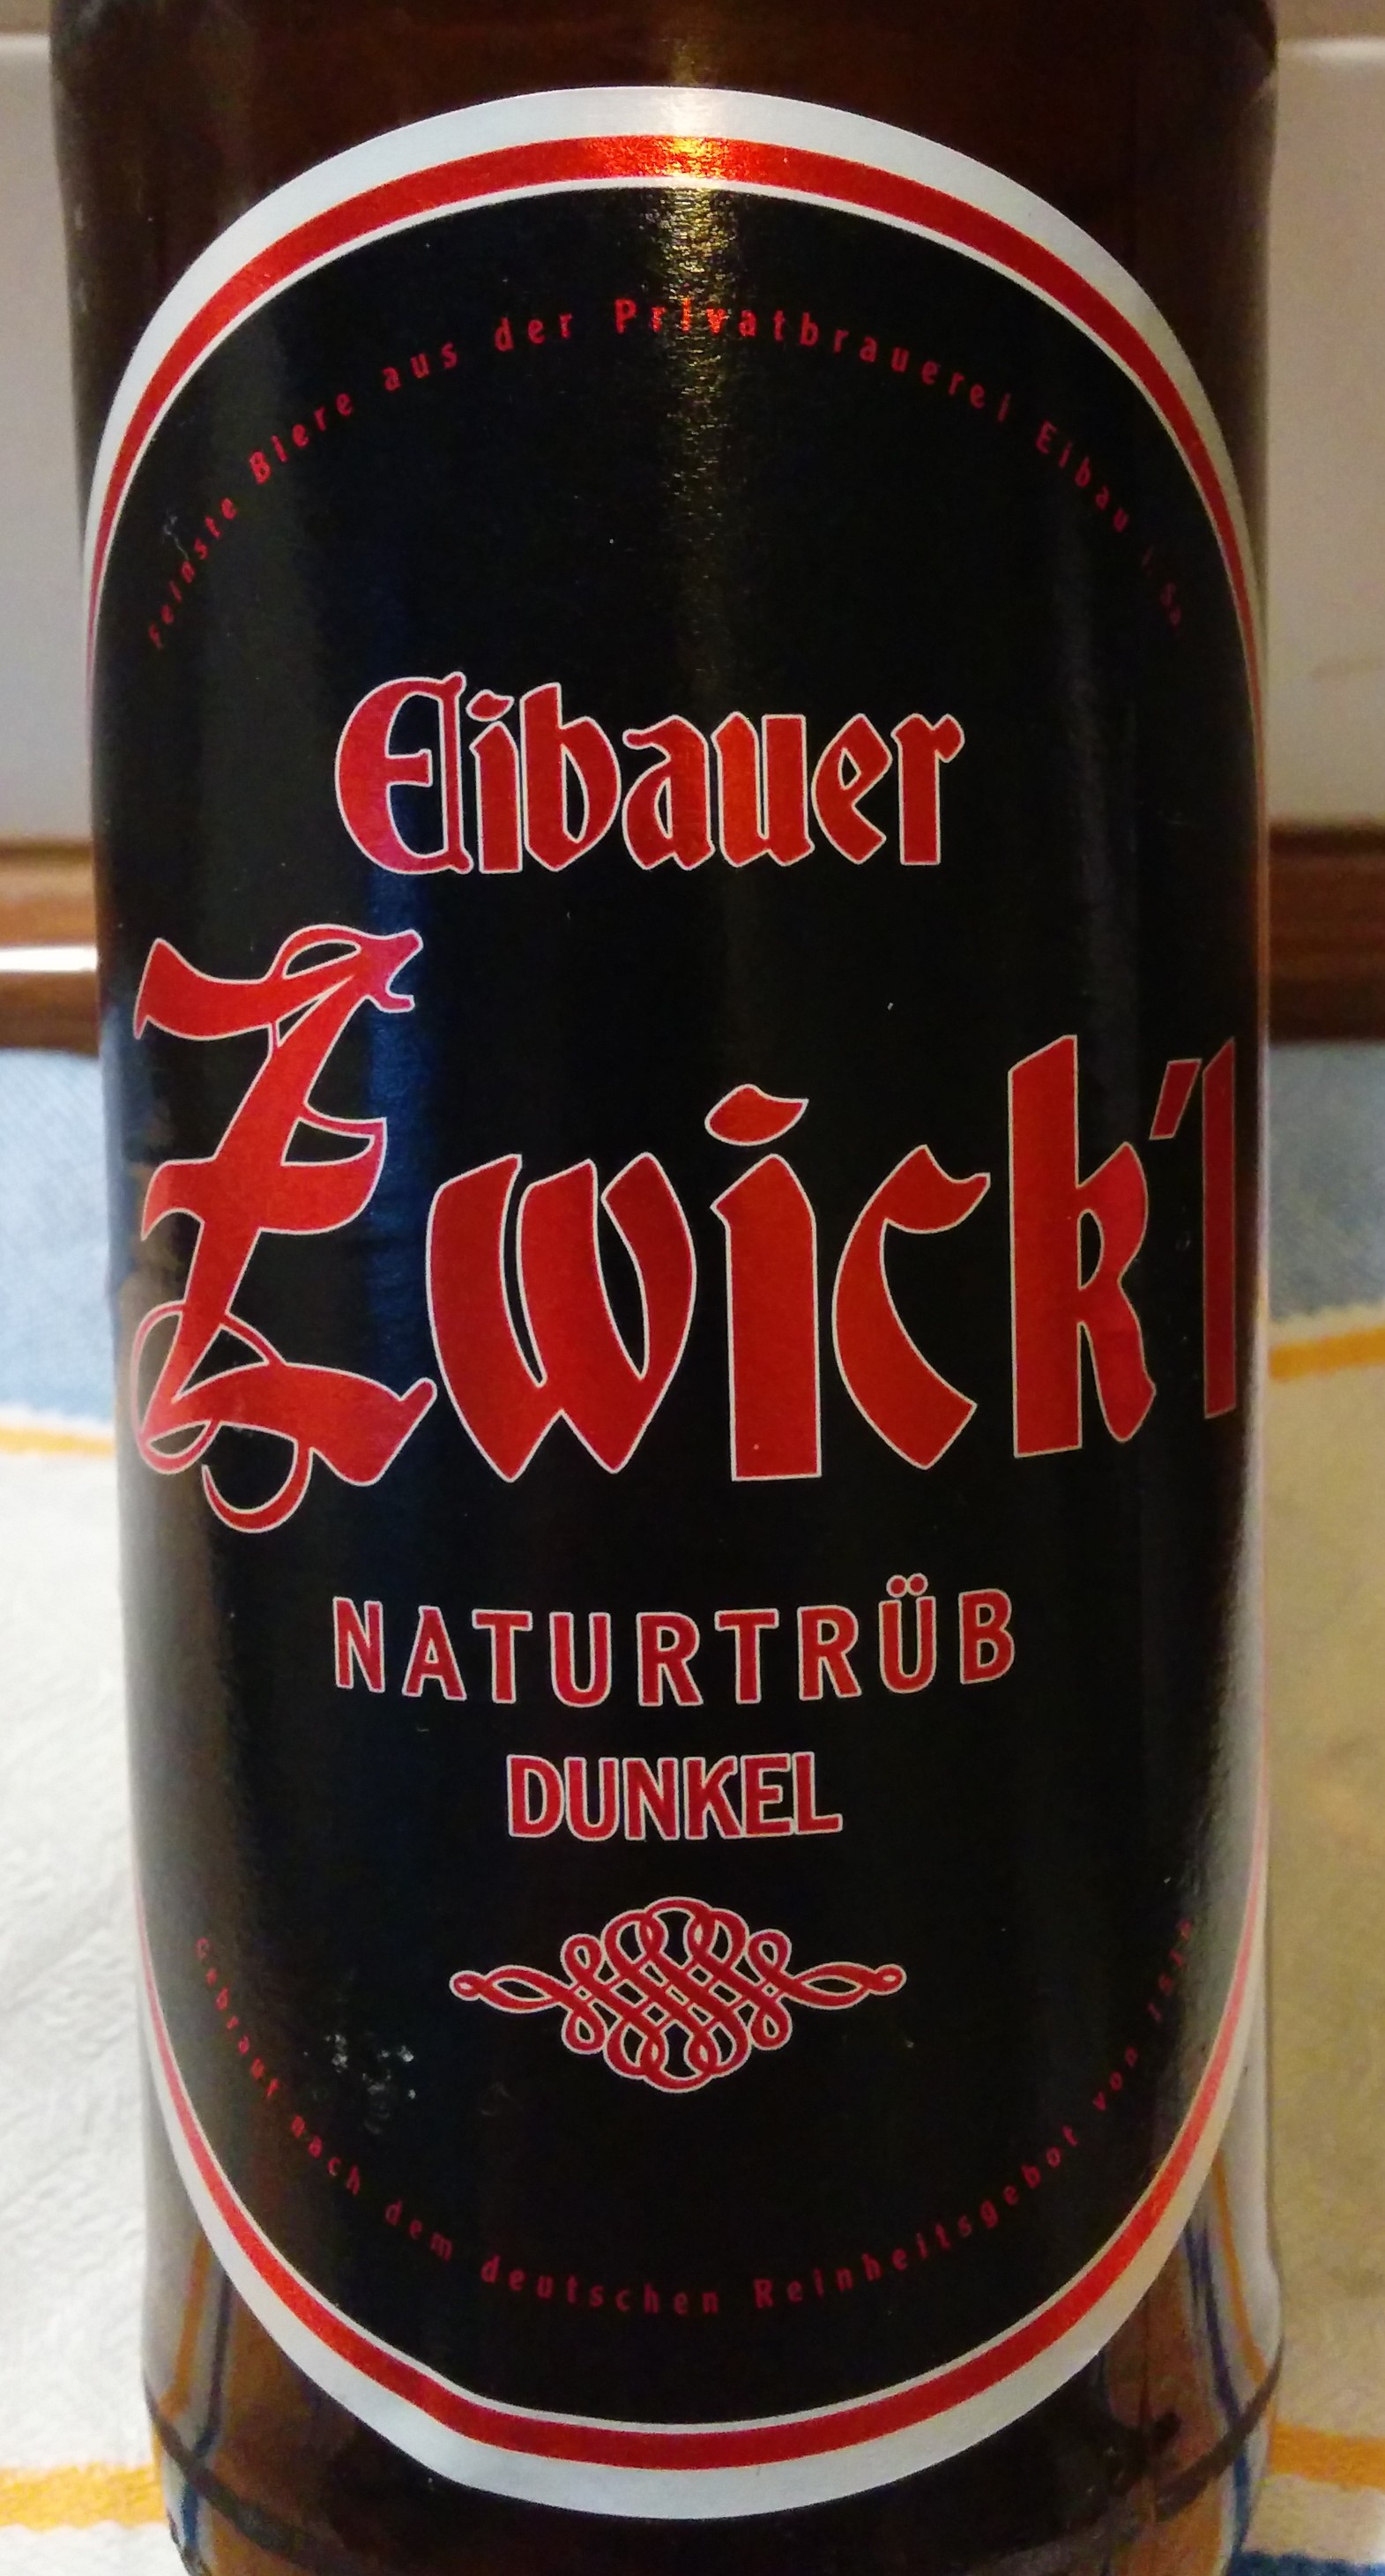 Feinste Biere aus der Privatbrauerei Eibau i. Sa
Eibauer
Zwick'l
NATURTRÜB
DUNKEL
Gebraut nach dem deutschen Reinheitsgebot von 1516